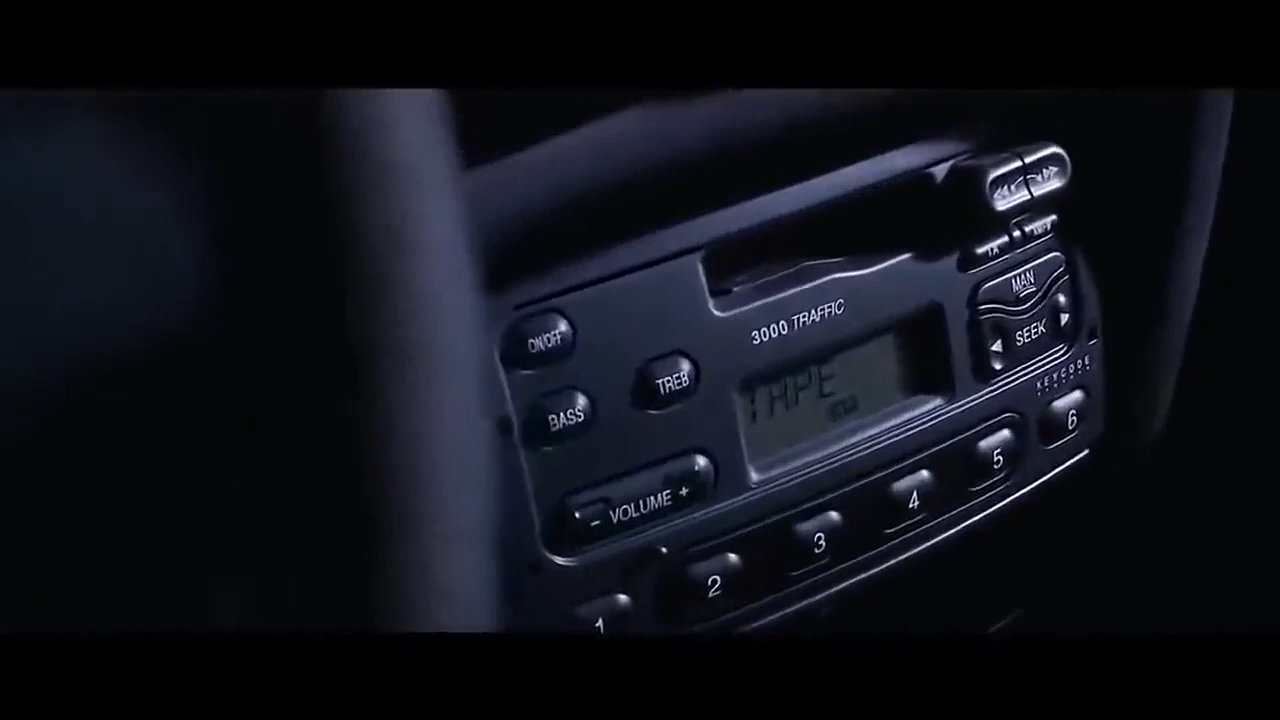 ON/OFF
BASS
TREB
- VOLUME +
3000 TRAFFIC
TAPE
MAN
SEEK
KEYCODE
1
2
3
4
5
6